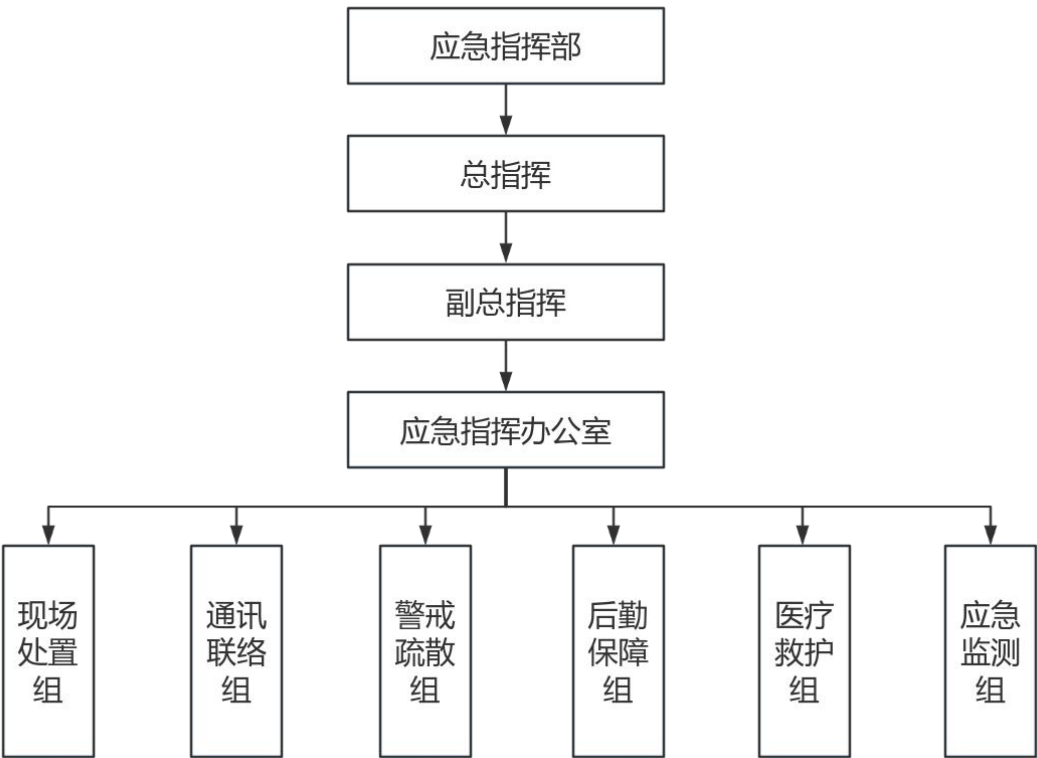 应急指挥部
总指挥
副总指挥
应急指挥办公室
现场
处置
组
通讯
联络
组
警戒
疏散
组
后勤
保障
组
医疗
救护
组
应急
监测
组